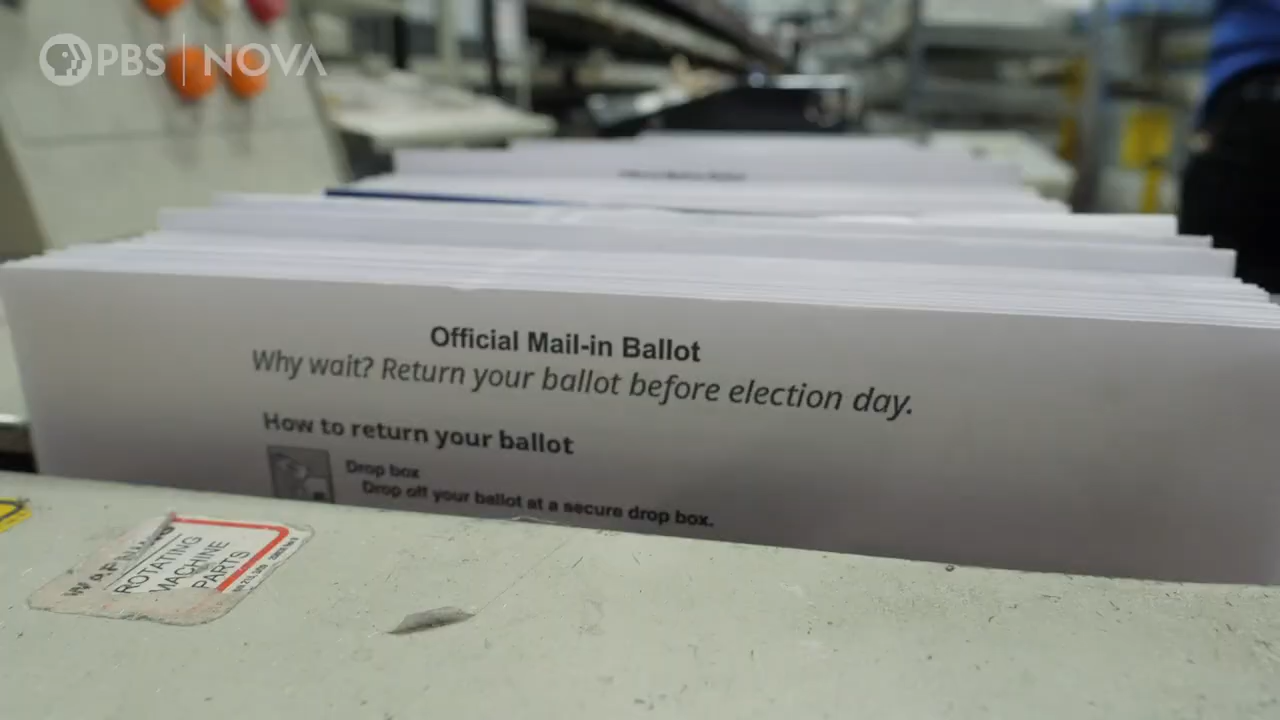 PBS NOVA
Official Mail-in Ballot
Why wait? Return your ballot before election day.
How to return your ballot
Drop box
Drop off your ballot at a secure drop box.
WARNING
ROTATING
MACHINE
PARTS